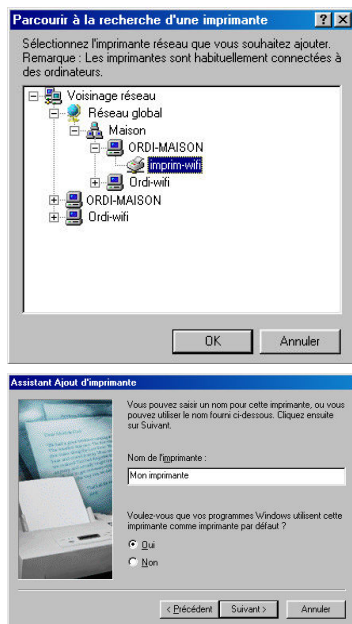 Parcourir à la recherche d'une imprimante
Sélectionnez l'imprimante réseau que vous souhaitez ajouter.
Remarque : Les imprimantes sont habituellement connectées à
des ordinateurs.
Voisinage réseau
Réseau global
Maison
ORDI-MAISON
imprim-wifi
Ordi-wifi
ORDI-MAISON
Ordi-wifi
OK
Annuler
Assistant Ajout d'imprimante
Vous pouvez saisir un nom pour cette imprimante, ou vous
pouvez utiliser le nom fourni ci-dessous. Cliquez ensuite
sur Suivant.
Nom de l'imprimante :
Mon imprimante
Voulez-vous que vos programmes Windows utilisent cette
imprimante comme imprimante par défaut ?
Oui
Non
< Précédent
Suivant >
Annuler